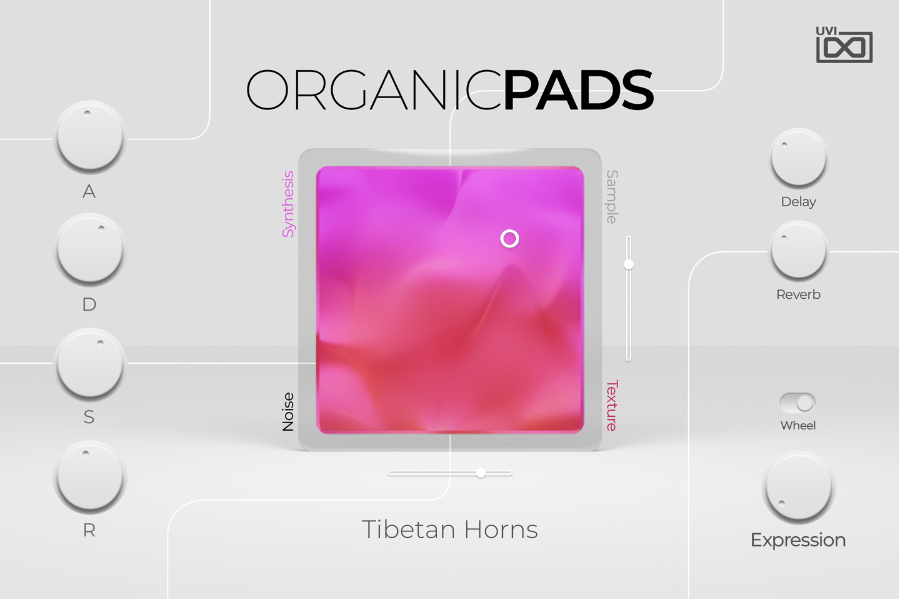 UVI
ORGANICPADS
A
D
S
R
Synthesis
Sample
Noise
Texture
Delay
Reverb
Wheel
Expression
Tibetan Horns